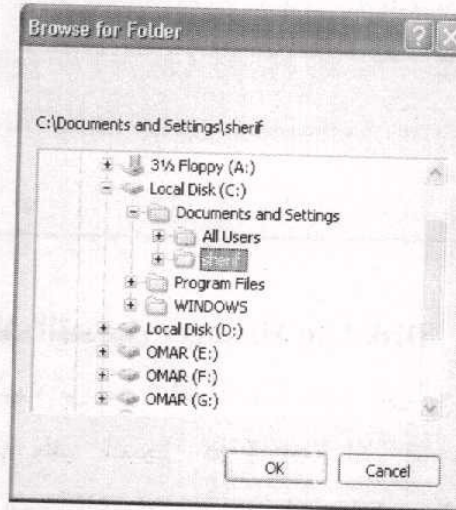 Browse for Folder
C:\Documents and Settings\sherif
3½ Floppy (A:)
Local Disk (C:)
Documents and Settings
All Users
sherif
Program Files
WINDOWS
Local Disk (D:)
OMAR (E:)
OMAR (F:)
OMAR (G:)
OK
Cancel